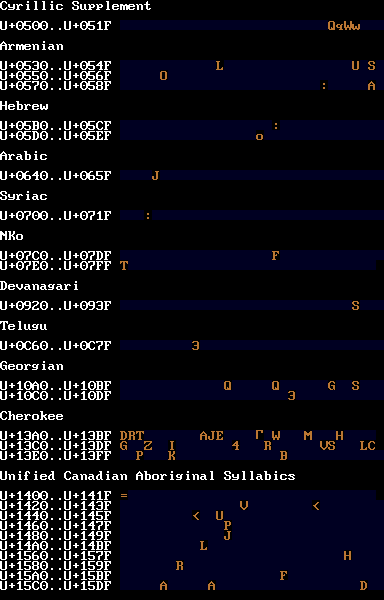 Cyrillic Supplement
U+0500..U+051F QqWw
Armenian
U+0530..U+054F L U S
U+0550..U+056F O
U+0570..U+058F : A
Hebrew
U+05B0..U+05CF :
U+05D0..U+05EF o
Arabic
U+0640..U+065F J
Syriac
U+0700..U+071F :
NKo
U+07C0..U+07DF F
U+07E0..U+07FF T
Devanagari
U+0920..U+093F S
Telugu
U+0C60..U+0C7F 3
Georgian
U+10A0..U+10BF Q Q G S
U+10C0..U+10DF 3
Cherokee
U+13A0..U+13BF DRT AJE Γ W M H
U+13C0..U+13DF G Z I 4 R VS LC
U+13E0..U+13FF P K B
Unified Canadian Aboriginal Syllabics
U+1400..U+141F =
U+1420..U+143F V <
U+1440..U+145F < U
U+1460..U+147F P
U+1480..U+149F J
U+14A0..U+14BF L
U+1560..U+157F H
U+1580..U+159F R
U+15A0..U+15BF F
U+15C0..U+15DF A A D